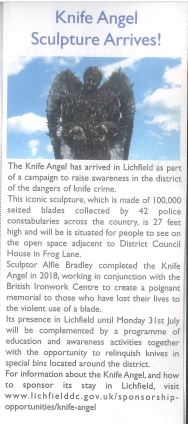 Knife Angel
Sculpture Arrives!
The Knife Angel has arrived in Lichfield as part
of a campaign to raise awareness in the district
of the dangers of knife crime.
This iconic sculpture, which is made of 100,000
seized blades collected by 42 police
constabularies across the country, is 27 feet
high and will be is situated for people to see on
the open space adjacent to District Council
House in Frog Lane.
Sculptor Alfie Bradley completed the Knife
Angel in 2018, working in conjunction with the
British Ironwork Centre to create a poignant
memorial to those who have lost their lives to
the violent use of a blade.
Its presence in Lichfield until Monday 31st July
will be complemented by a programme of
education and awareness activities together
with the opportunity to relinquish knives in
special bins located around the district.
For information about the Knife Angel, and how
to sponsor its stay in Lichfield, visit
www.lichfielddc.gov.uk/sponsorship-
opportunities/knife-angel